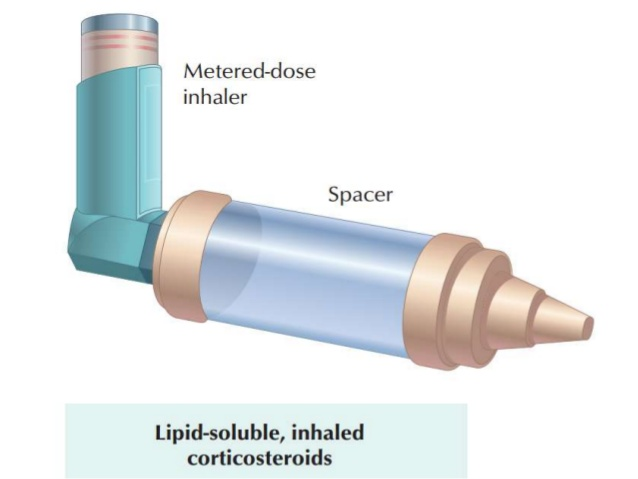 Metered-dose
inhaler
Spacer
Lipid-soluble, inhaled
corticosteroids